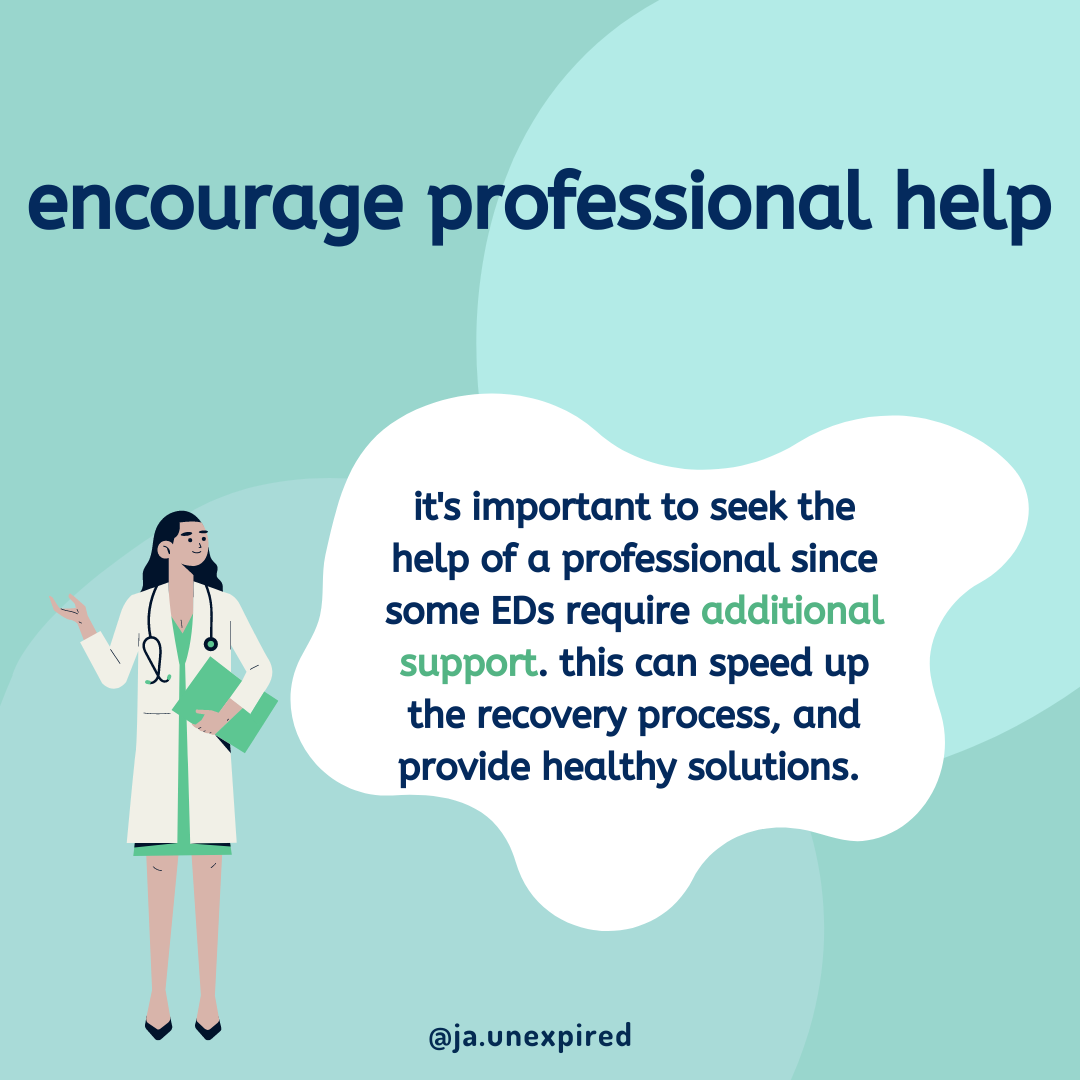 encourage professional help
it's important to seek the
help of a professional since
some EDs require additional
support. this can speed up
the recovery process, and
provide healthy solutions.
@ja.unexpired